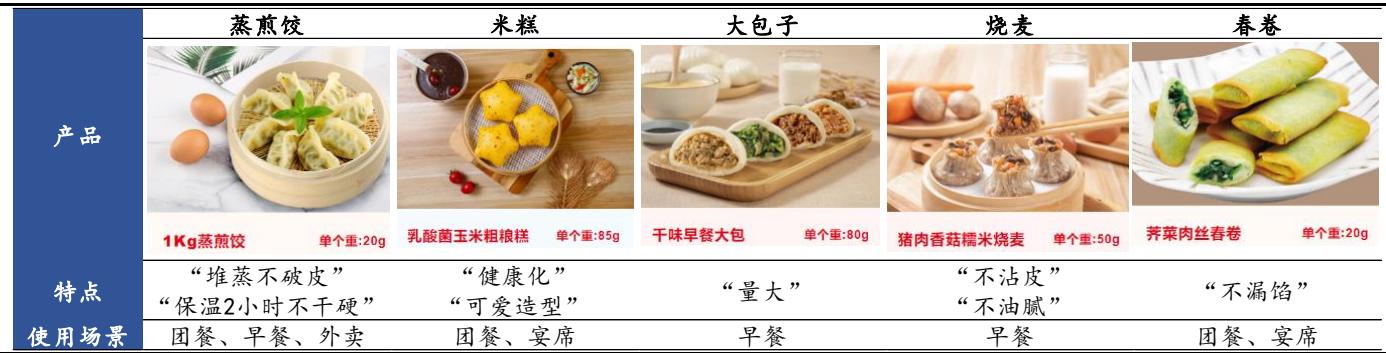 蒸煎饺 米糕 大包子 烧麦 春卷
产品
1Kg蒸煎饺 单个重:20g 乳酸菌玉米粗粮糕 单个重:85g 千味早餐大包 单个重:80g 猪肉香菇糯米烧麦 单个重:50g 荠菜肉丝春卷 单个重:20g
特点
“堆蒸不破皮”
“保温2小时不干硬”
“健康化”
“可爱造型”
“量大”
“不沾皮”
“不油腻”
“不漏馅”
使用场景 团餐、早餐、外卖 团餐、宴席 早餐 早餐 团餐、宴席